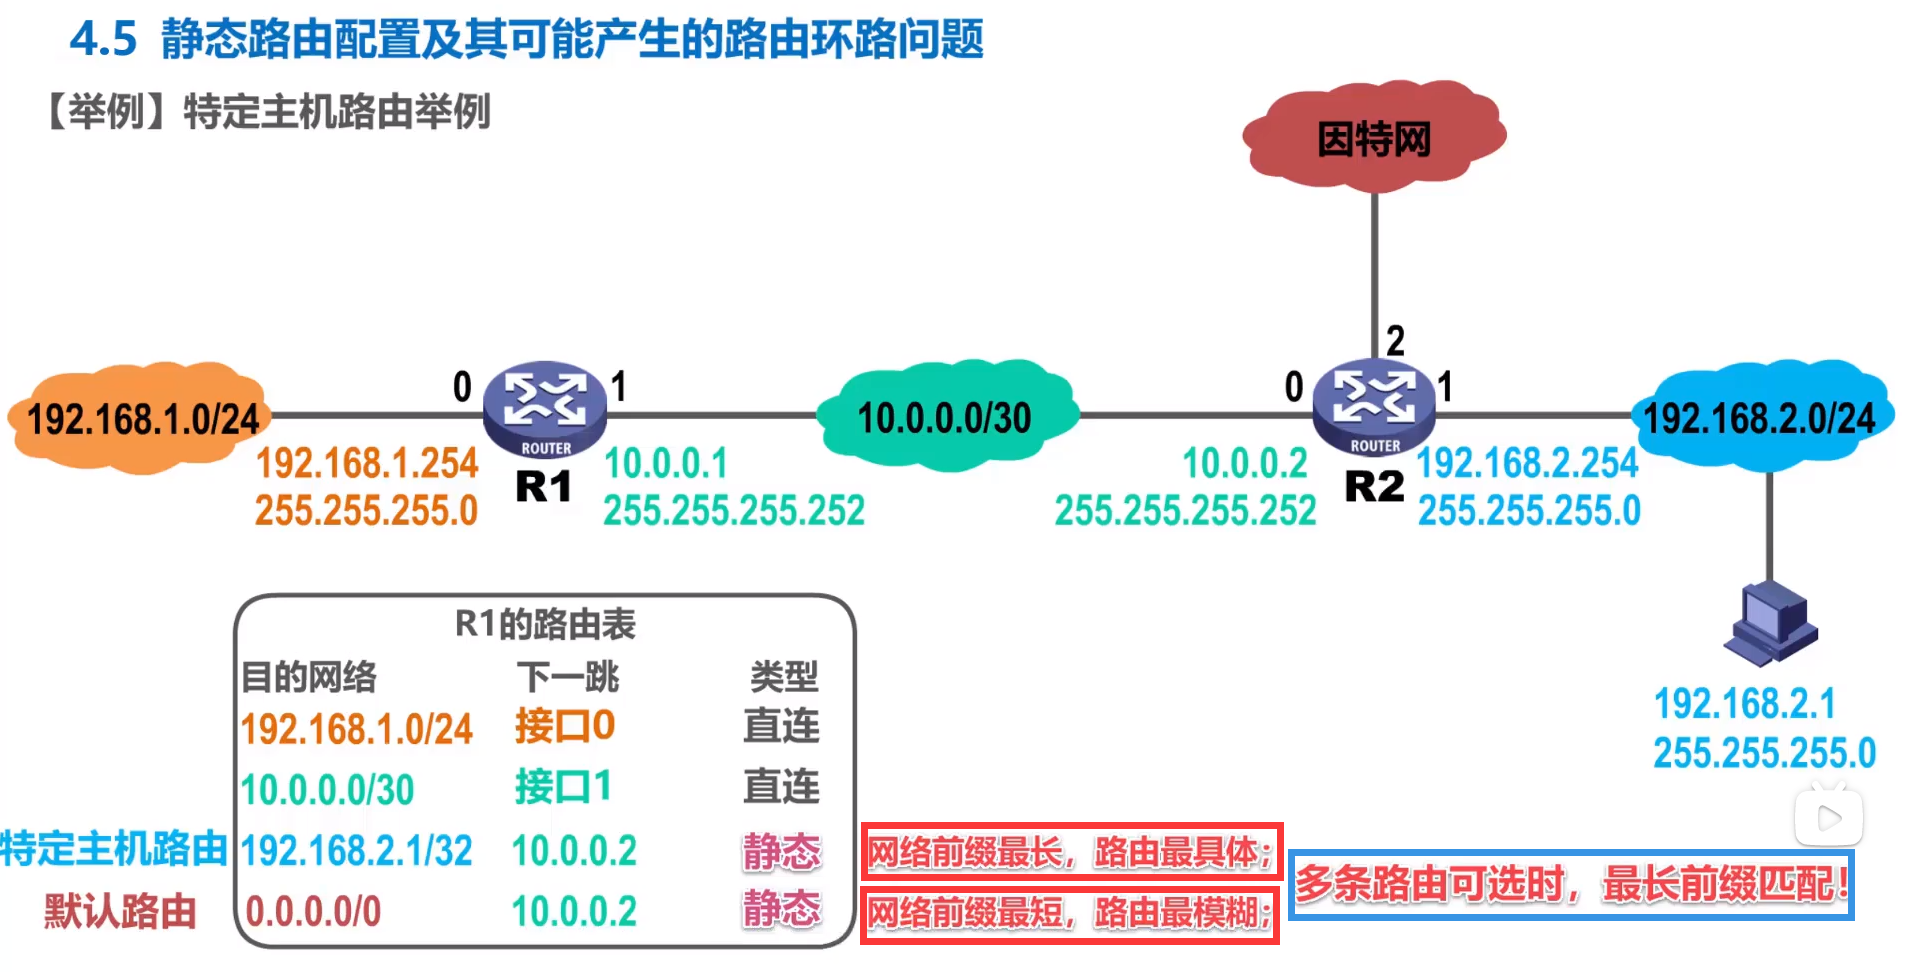 4.5 静态路由配置及其可能产生的路由环路问题
【举例】特定主机路由举例
因特网
2
0
1
0
1
192.168.1.0/24
10.0.0.0/30
192.168.2.0/24
ROUTER
ROUTER
192.168.1.254
R1
10.0.0.1
10.0.0.2
R2
192.168.2.254
255.255.255.0
255.255.255.252
255.255.255.252
255.255.255.0
R1的路由表
目的网络 下一跳 类型
192.168.1.0/24 接口0 直连
10.0.0.0/30 接口1 直连
特定主机路由 192.168.2.1/32 10.0.0.2 静态 网络前缀最长，路由最具体；
默认路由 0.0.0.0/0 10.0.0.2 静态 网络前缀最短，路由最模糊；
多条路由可选时，最长前缀匹配！
192.168.2.1
255.255.255.0